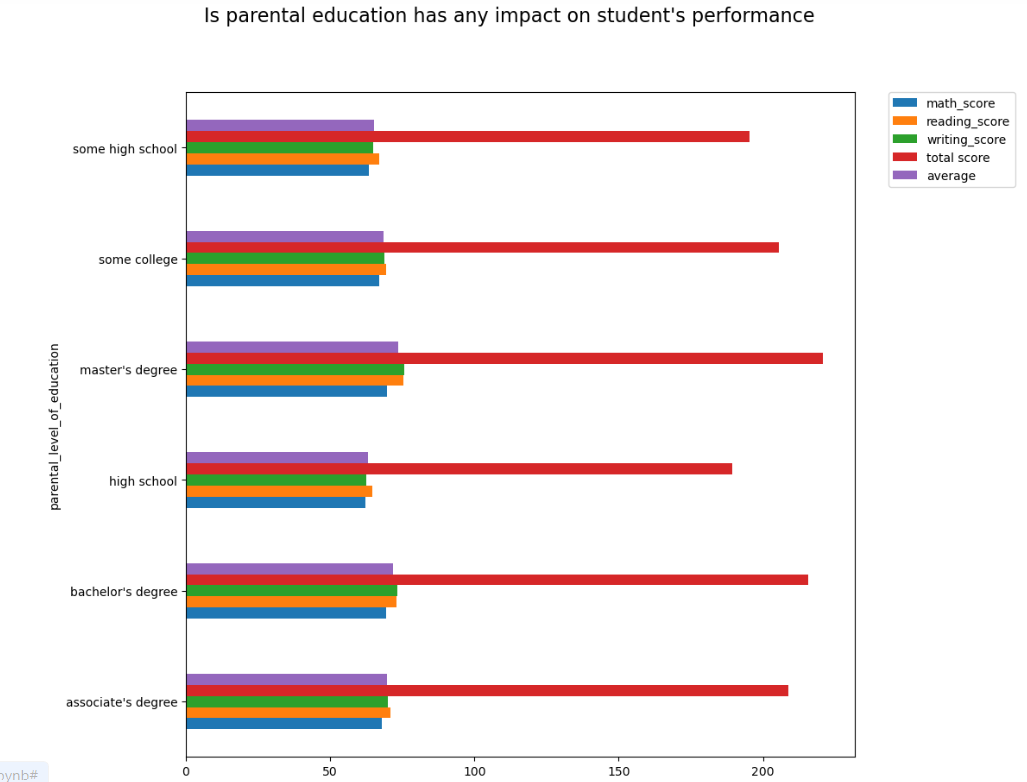 Is parental education has any impact on student's performance
math_score
reading_score
writing_score
total score
average
some high school
some college
master's degree
high school
bachelor's degree
associate's degree
parental_level_of_education
0 50 100 150 200
ynb#